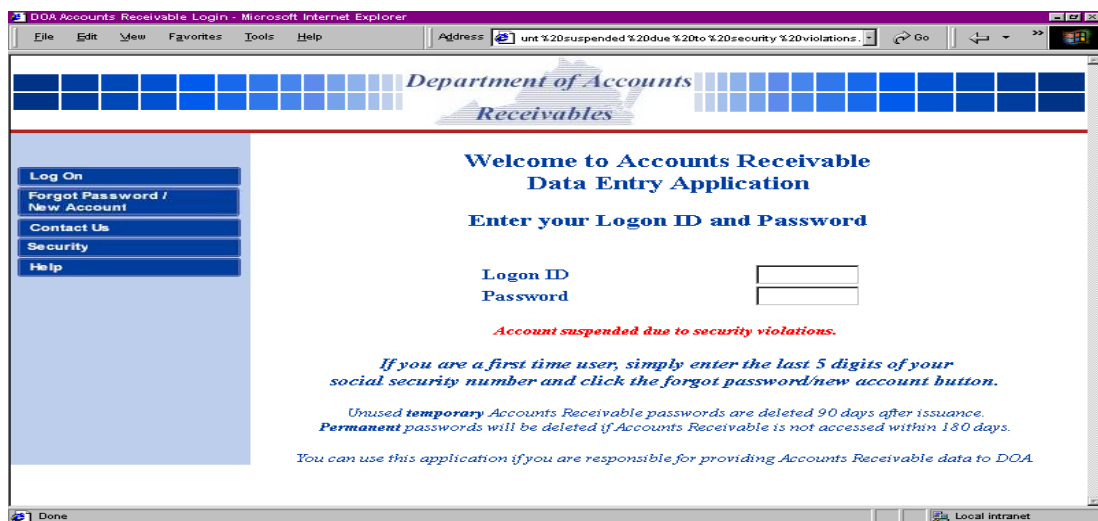 DOA Accounts Receivable Login - Microsoft Internet Explorer
File Edit View Favorites Tools Help Address unt%20suspended%20due%20to%20security%20violations. Go »
Department of Accounts
Receivables
Log On
Forgot Password /
New Account
Contact Us
Security
Help
Welcome to Accounts Receivable
Data Entry Application
Enter your Logon ID and Password
Logon ID
Password
Account suspended due to security violations.
If you are a first time user, simply enter the last 5 digits of your
social security number and click the forgot password/new account button.
Unused temporary Accounts Receivable passwords are deleted 90 days after issuance.
Permanent passwords will be deleted if Accounts Receivable is not accessed within 180 days.
You can use this application if you are responsible for providing Accounts Receivable data to DOA
Done Local intranet